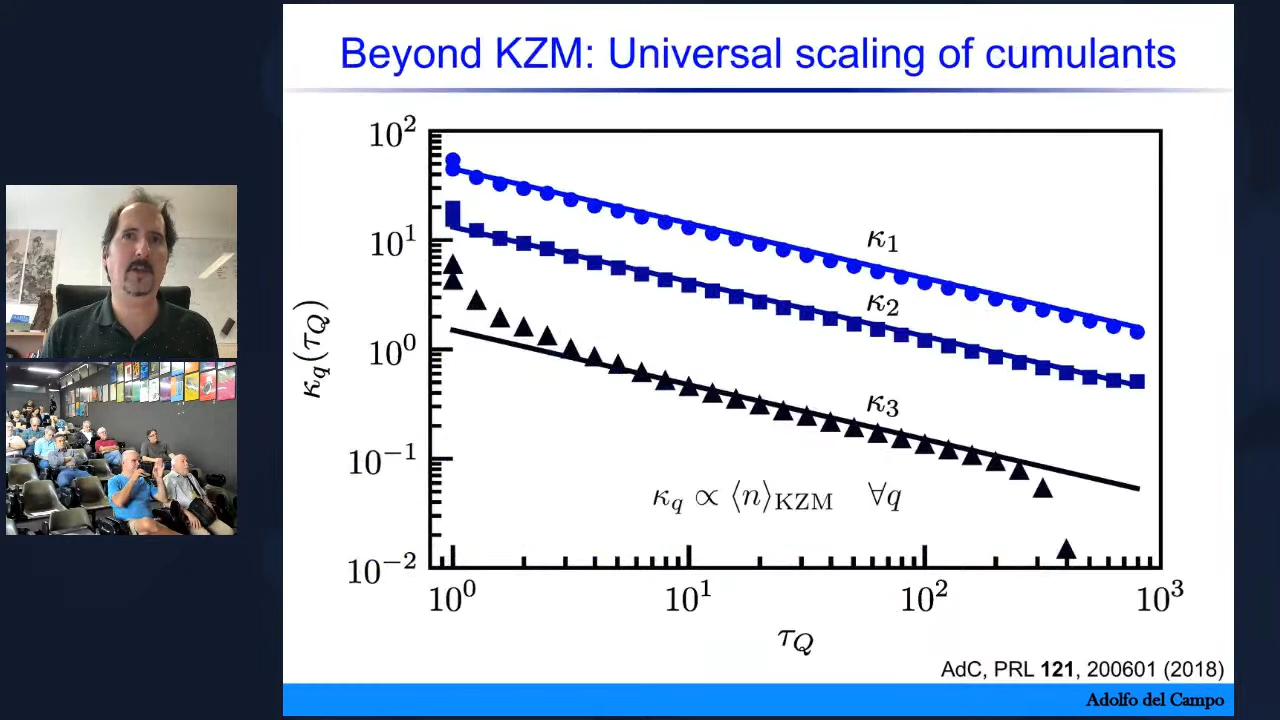 Beyond KZM: Universal scaling of cumulants
10²
10¹
10⁰
10⁻¹
10⁻²
κ_q(τ_Q)
κ₁
κ₂
κ₃
κ_q ∝ ⟨n⟩_KZM ∀q
10⁰ 10¹ 10² 10³
τ_Q
AdC, PRL 121, 200601 (2018)
Adolfo del Campo